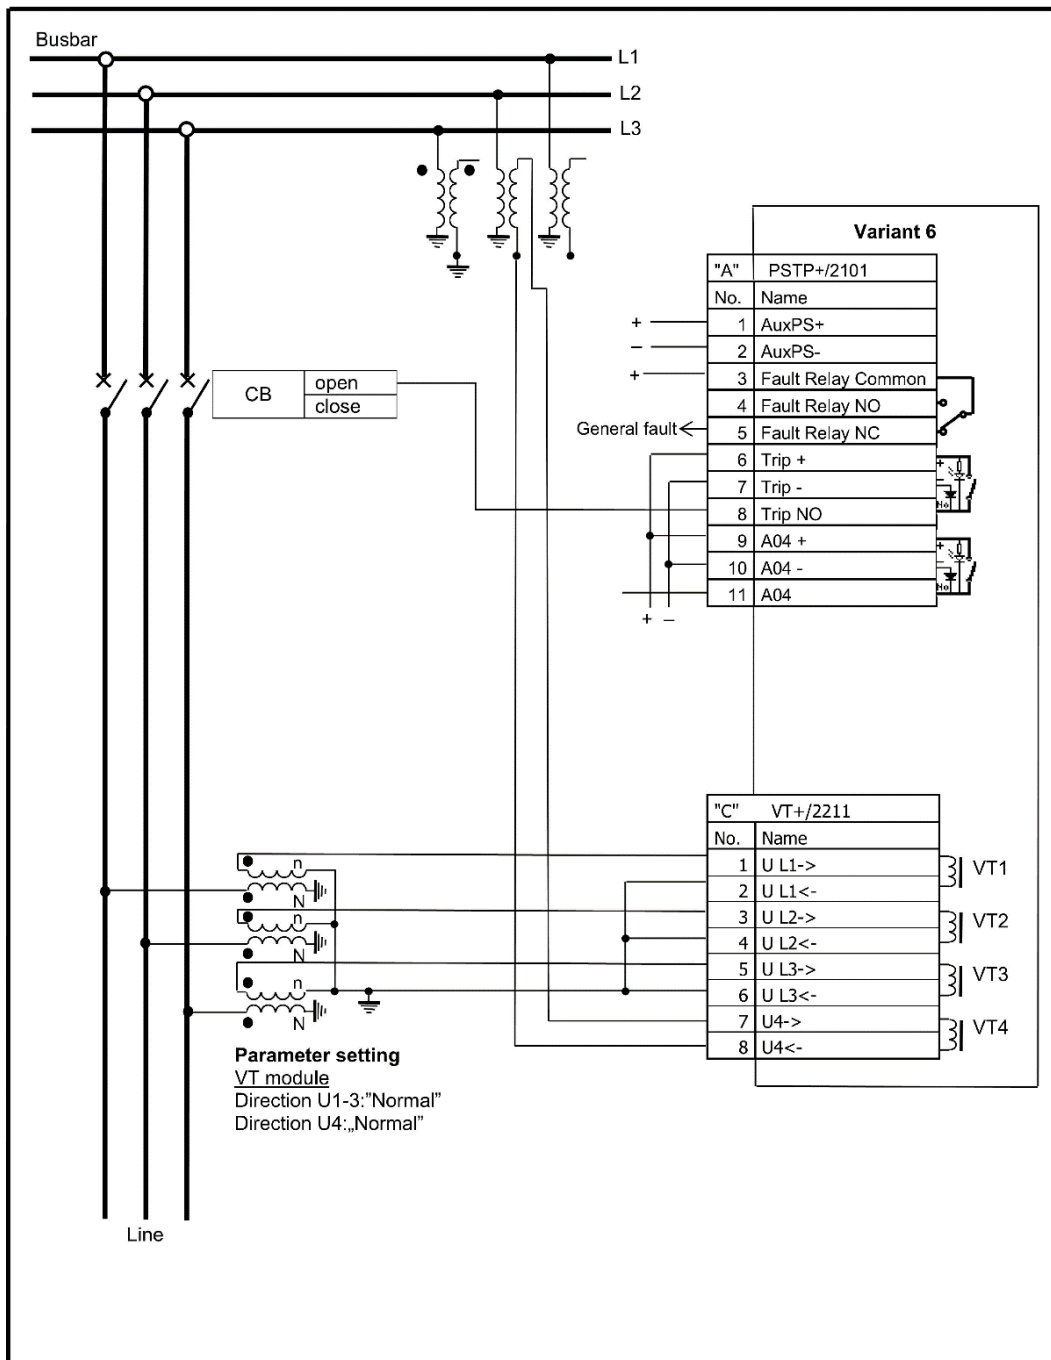 Busbar
L1
L2
L3
Variant 6
"A" PSTP+/2101
No. Name
+ 1 AuxPS+
– 2 AuxPS-
+ 3 Fault Relay Common
4 Fault Relay NO
General fault 5 Fault Relay NC
6 Trip +
7 Trip -
8 Trip NO
9 A04 +
10 A04 -
11 A04
+ –
CB open
close
+
–
No
+
–
No
"C" VT+/2211
No. Name
1 U L1->
2 U L1<-
3 U L2->
4 U L2<-
5 U L3->
6 U L3<-
7 U4->
8 U4<-
VT1
VT2
VT3
VT4
n
N
n
N
n
N
Parameter setting
VT module
Direction U1-3:”Normal”
Direction U4:„Normal”
Line